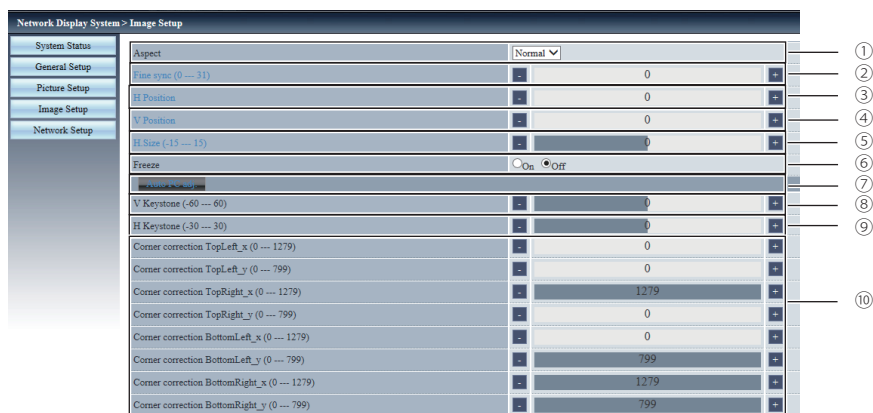 Network Display System > Image Setup
System Status
General Setup
Picture Setup
Image Setup
Network Setup
Aspect Normal ①
Fine sync (0 --- 31) - 0 + ②
H Position - 0 + ③
V Position - 0 + ④
H.Size (-15 --- 15) - 0 + ⑤
Freeze On Off ⑥
⑦
V Keystone (-60 --- 60) - 0 + ⑧
H Keystone (-30 --- 30) - 0 + ⑨
Corner correction TopLeft_x (0 --- 1279) - 0 +
Corner correction TopLeft_y (0 --- 799) - 0 +
Corner correction TopRight_x (0 --- 1279) - 1279 + ⑩
Corner correction TopRight_y (0 --- 799) - 0 +
Corner correction BottomLeft_x (0 --- 1279) - 0 +
Corner correction BottomLeft_y (0 --- 799) - 799 +
Corner correction BottomRight_x (0 --- 1279) - 1279 +
Corner correction BottomRight_y (0 --- 799) - 799 +